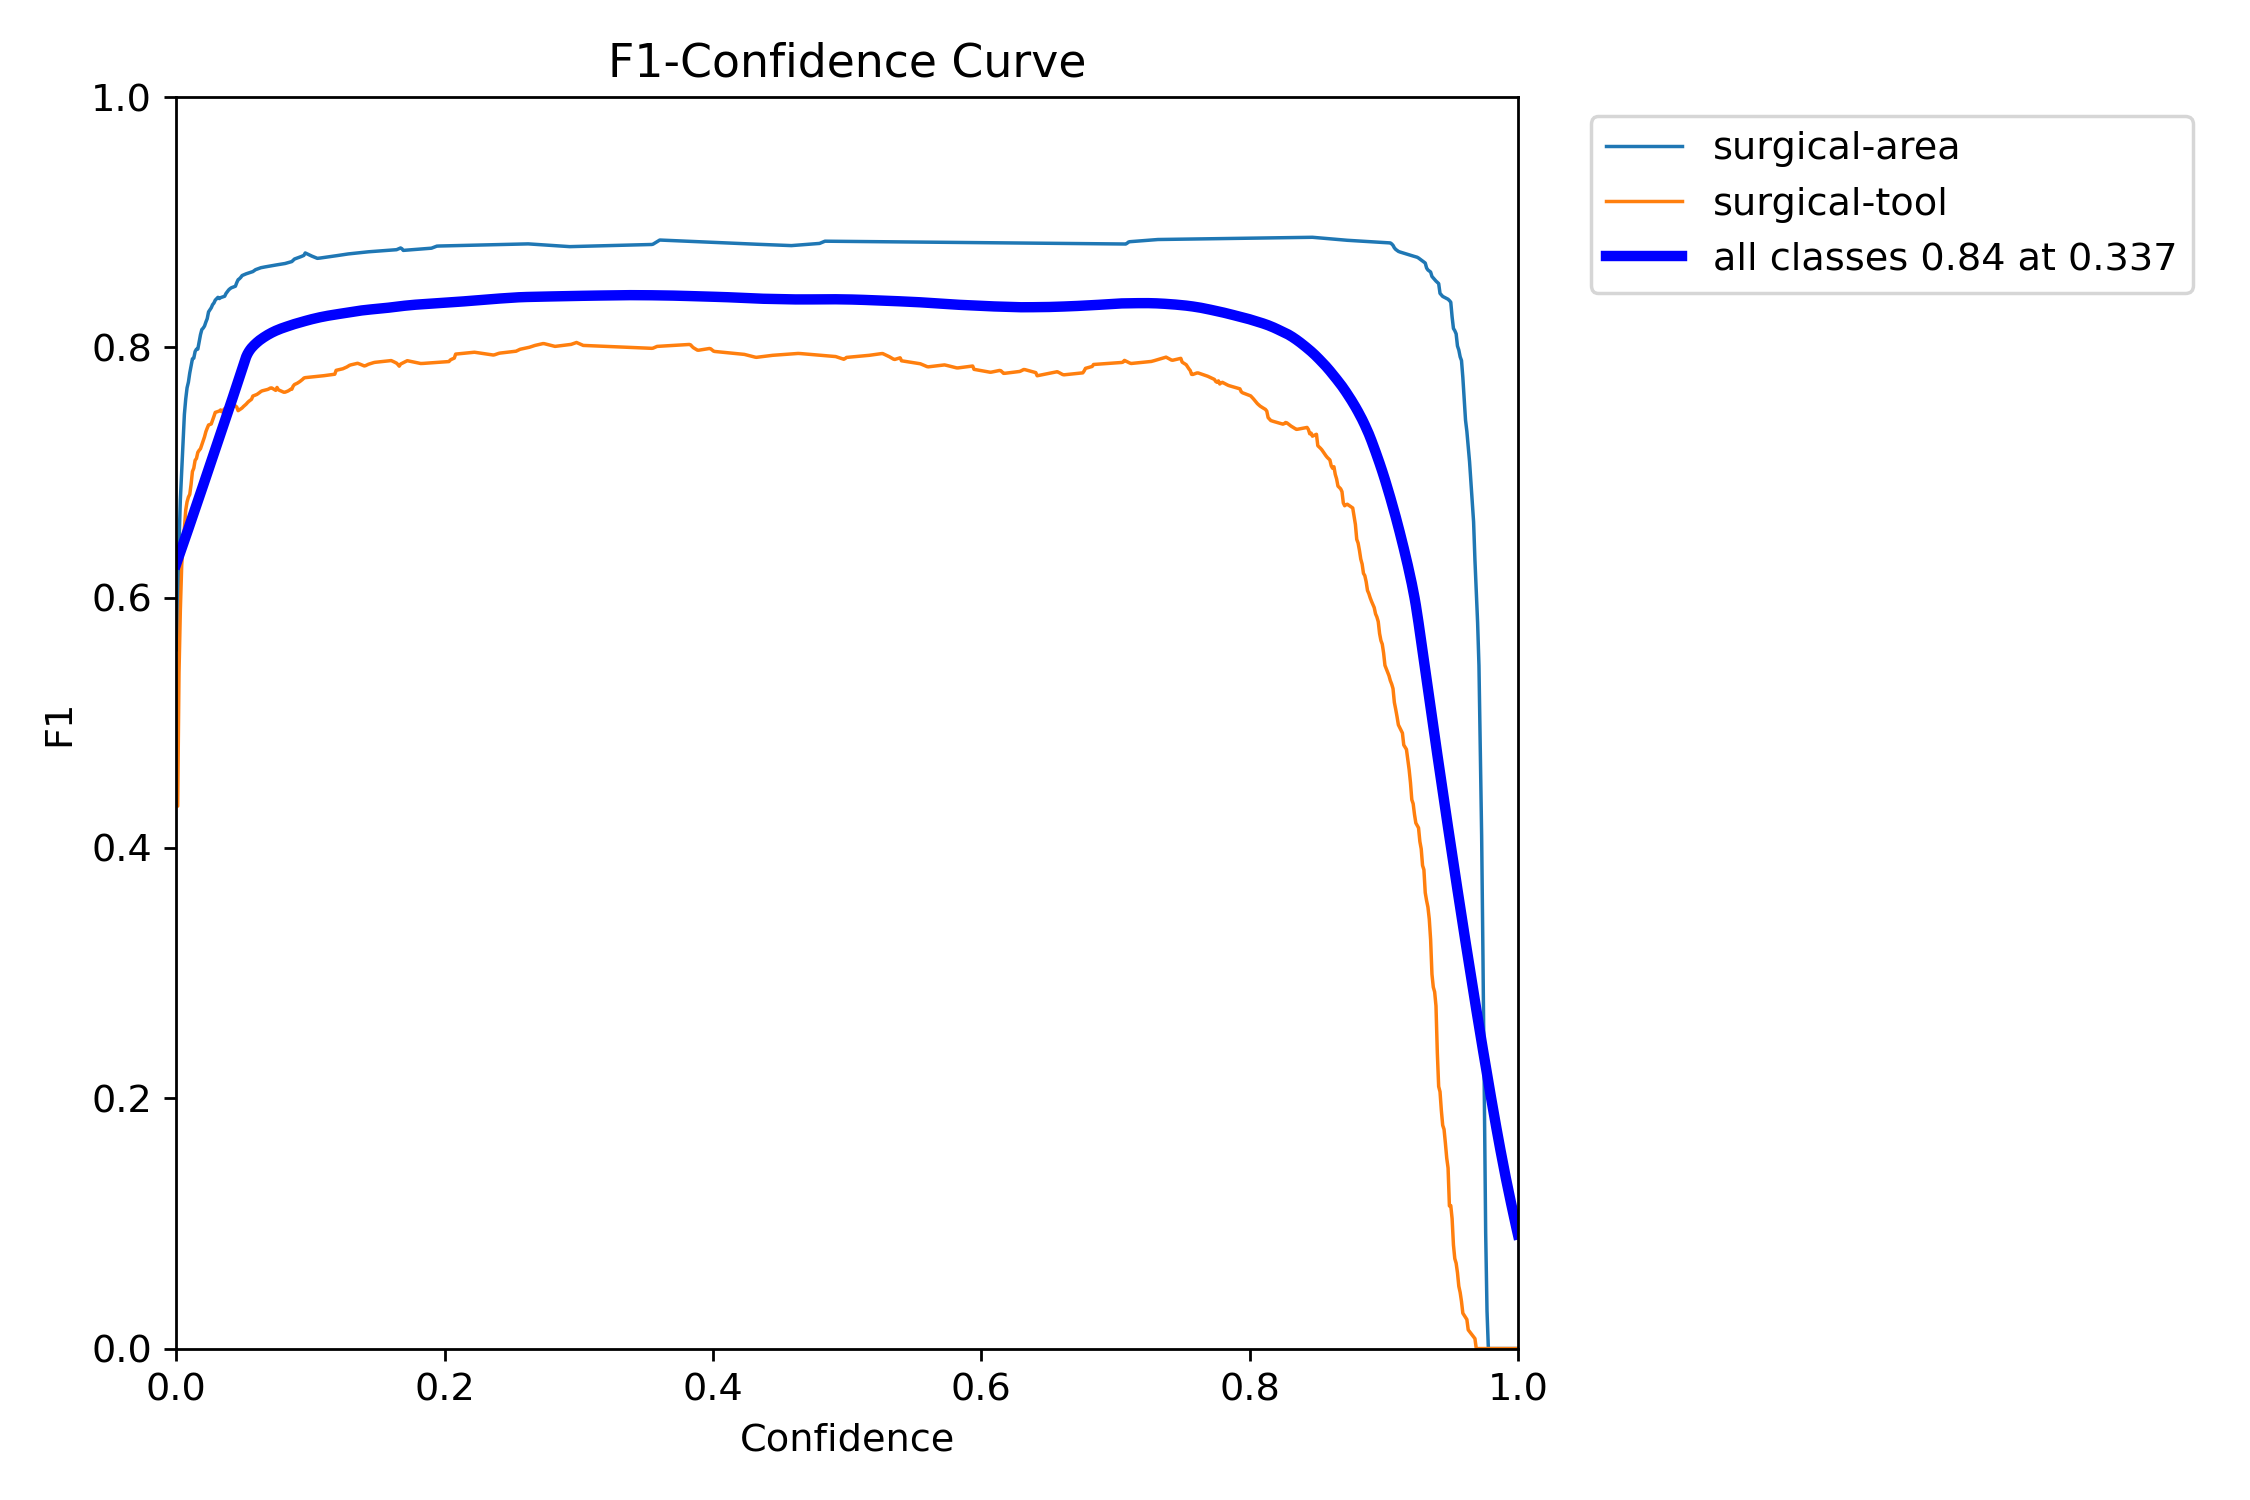 F1-Confidence Curve
surgical-area
surgical-tool
all classes 0.84 at 0.337
F1
1.0
0.8
0.6
0.4
0.2
0.0
0.0 0.2 0.4 0.6 0.8 1.0
Confidence